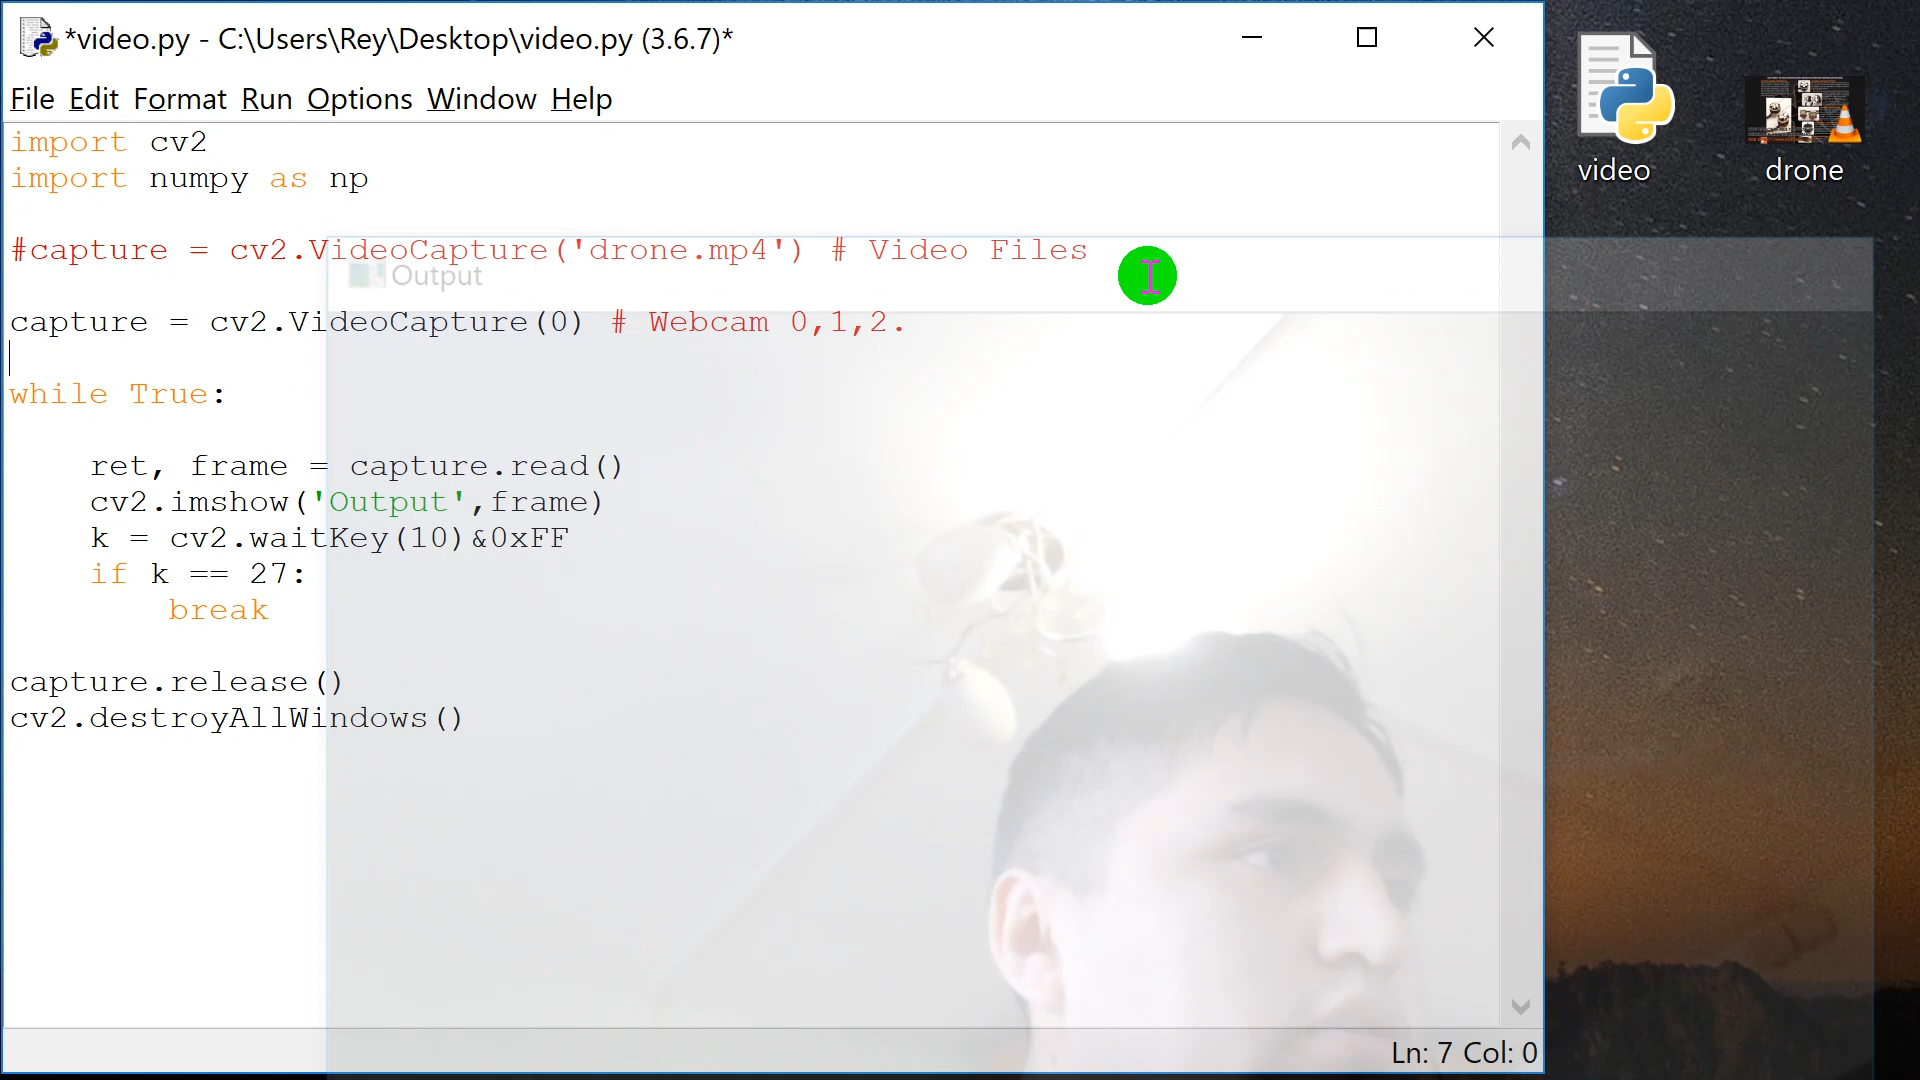 *video.py - C:\Users\Rey\Desktop\video.py (3.6.7)*
File Edit Format Run Options Window Help
import cv2
import numpy as np
#capture = cv2.VideoCapture('drone.mp4') # Video Files
Output
capture = cv2.VideoCapture(0) # Webcam 0,1,2.
while True:
ret, frame = capture.read()
cv2.imshow('Output',frame)
k = cv2.waitKey(10)&0xFF
if k == 27:
break
capture.release()
cv2.destroyAllWindows()
Ln: 7 Col: 0
video
drone